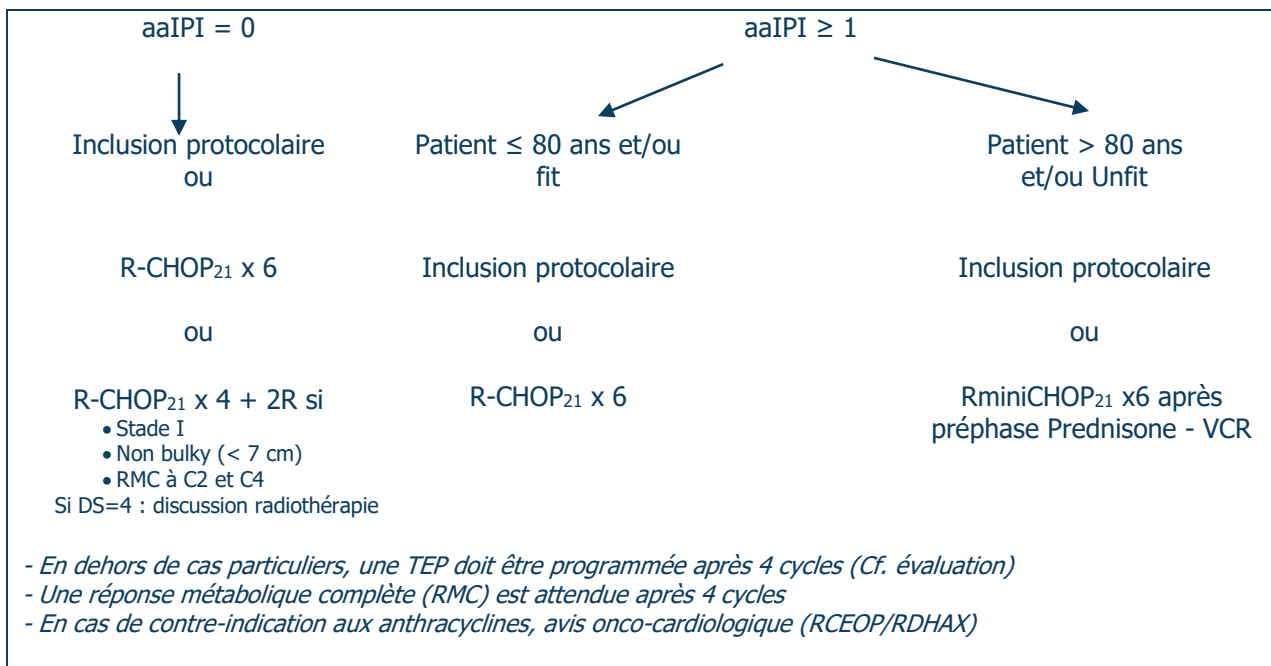 aaIPI = 0
Inclusion protocolaire
ou
R-CHOP₂₁ x 6
ou
R-CHOP₂₁ x 4 + 2R si
• Stade I
• Non bulky (< 7 cm)
• RMC à C2 et C4
Si DS=4 : discussion radiothérapie
aaIPI ≥ 1
Patient ≤ 80 ans et/ou
fit
Inclusion protocolaire
ou
R-CHOP₂₁ x 6
Patient > 80 ans
et/ou Unfit
Inclusion protocolaire
ou
RminiCHOP₂₁ x6 après
préphase Prednisone - VCR
- En dehors de cas particuliers, une TEP doit être programmée après 4 cycles (Cf. évaluation)
- Une réponse métabolique complète (RMC) est attendue après 4 cycles
- En cas de contre-indication aux anthracyclines, avis onco-cardiologique (RCEOP/RDHAX)